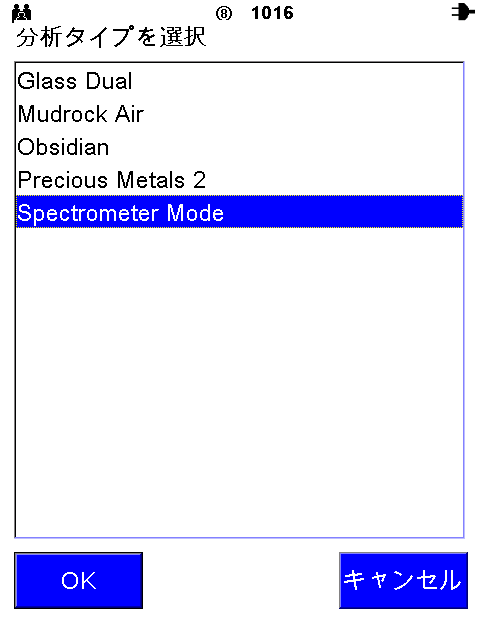 ⑧ 1016
分析タイプを選択
Glass Dual
Mudrock Air
Obsidian
Precious Metals 2
Spectrometer Mode
OK
キャンセル